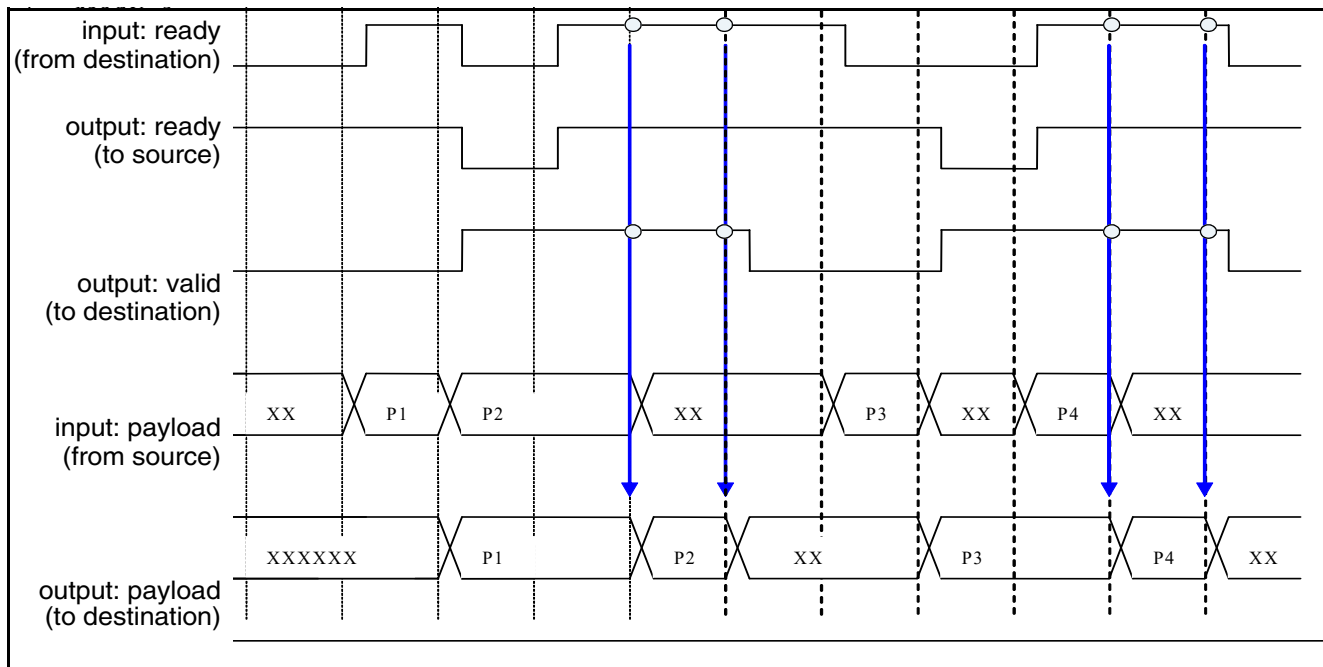 input: ready
(from destination)
output: ready
(to source)
output: valid
(to destination)
XX P1 P2 XX P3 XX P4 XX
input: payload
(from source)
XXXXXX P1 P2 XX P3 P4 XX
output: payload
(to destination)